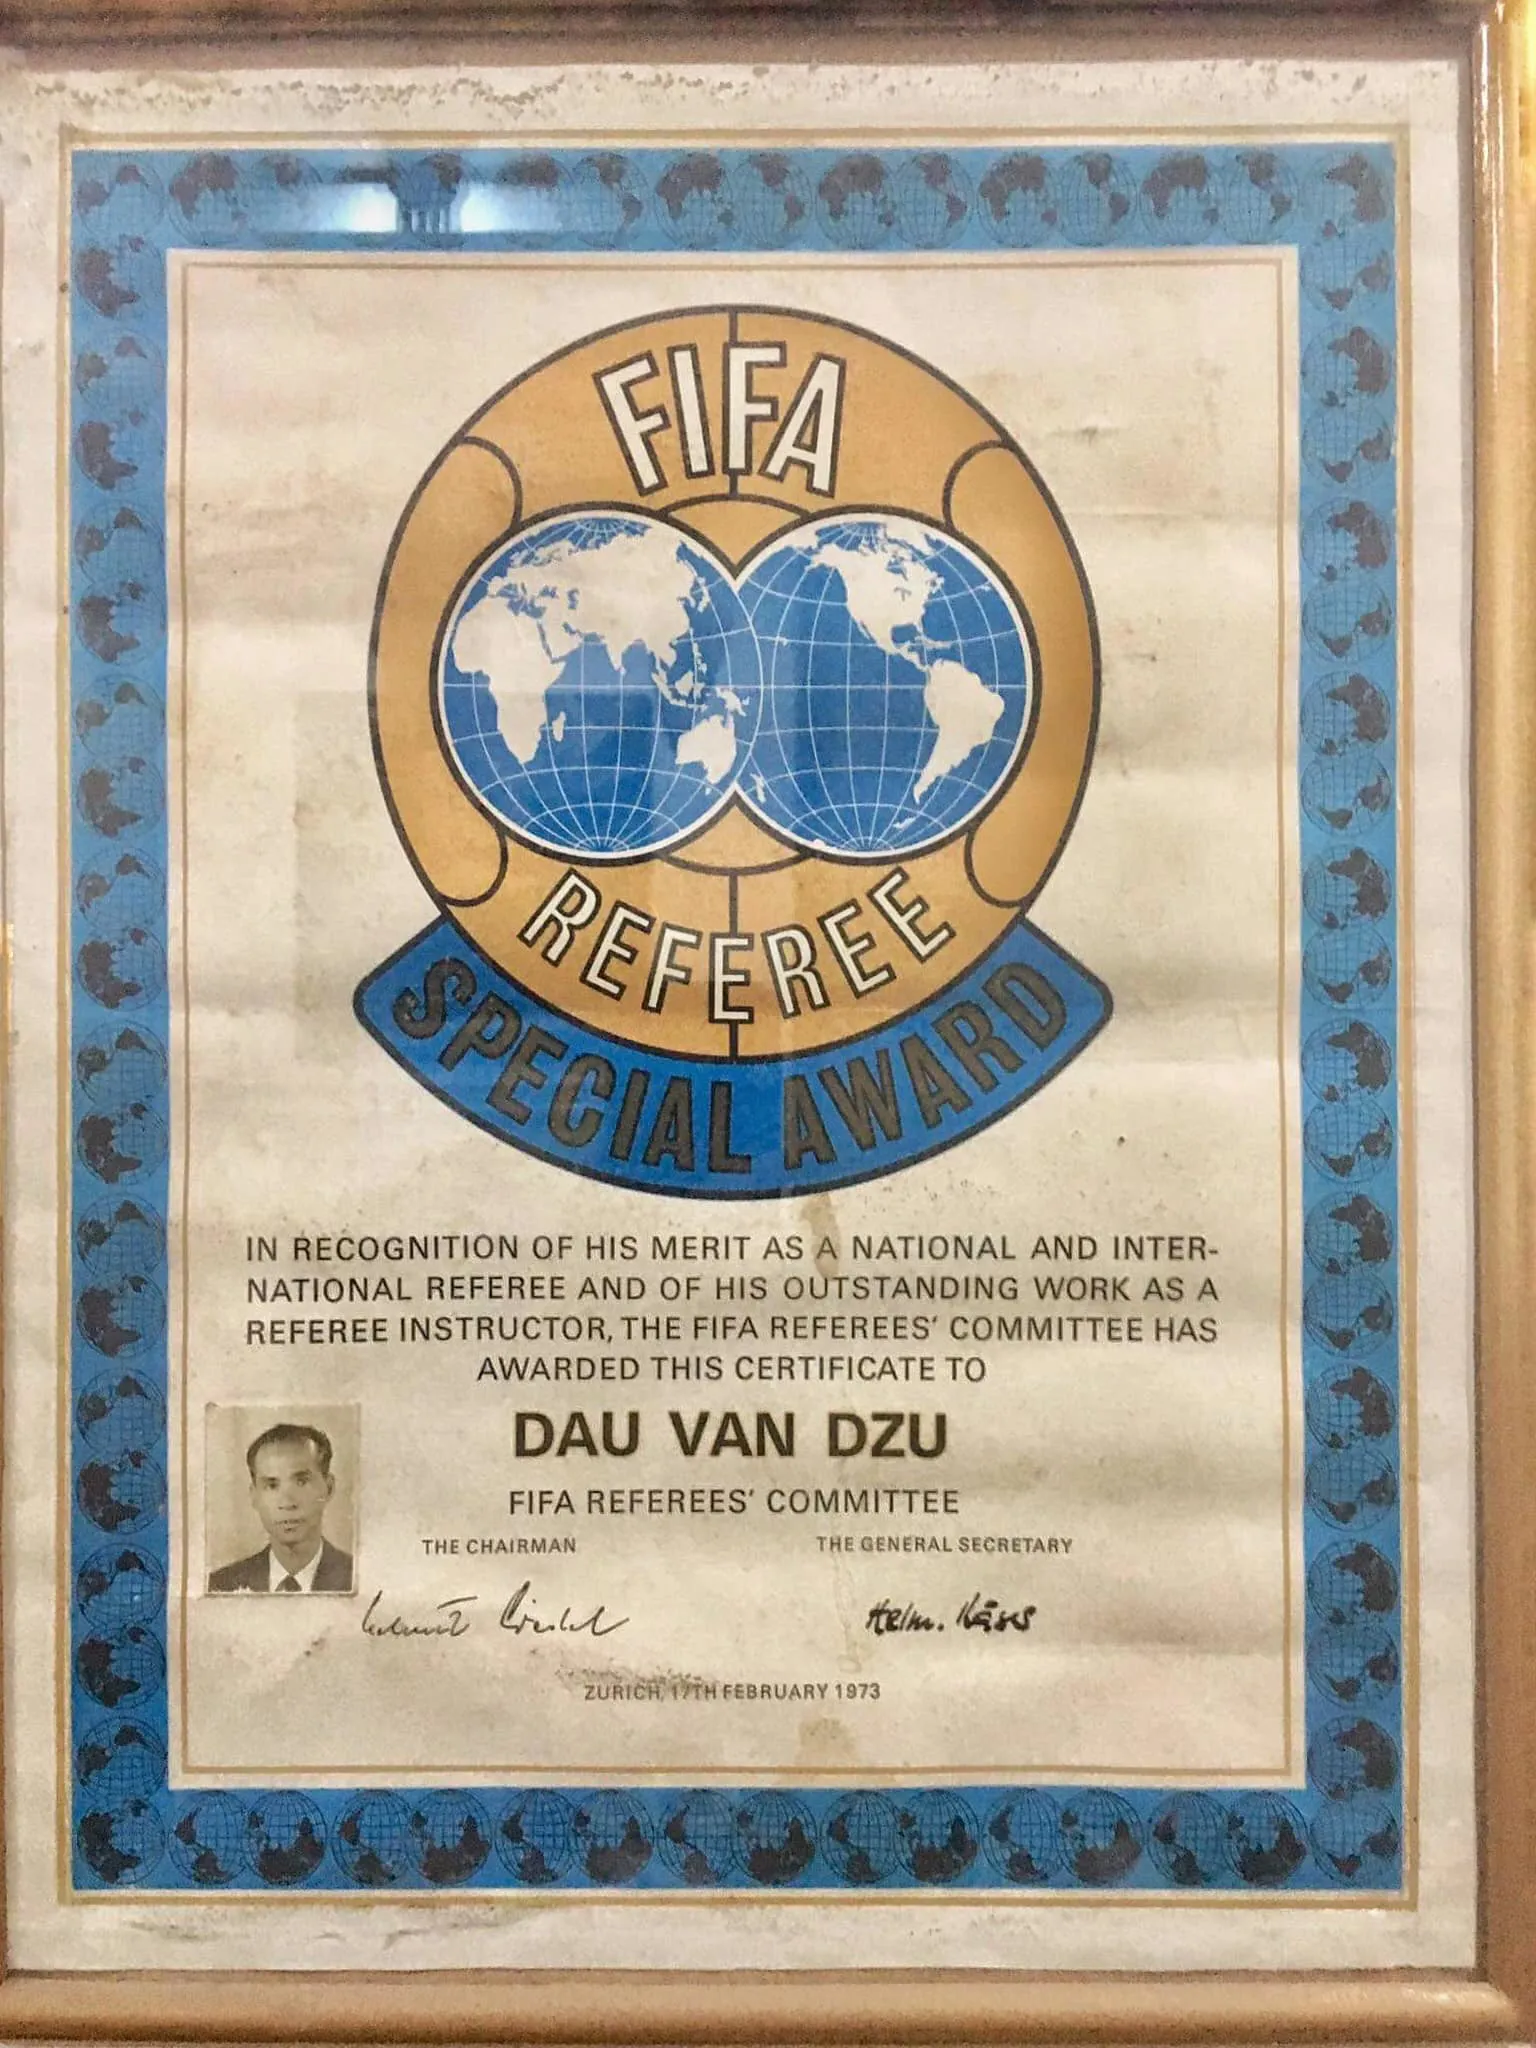 FIFA
REFEREE
SPECIAL AWARD
IN RECOGNITION OF HIS MERIT AS A NATIONAL AND INTER-
NATIONAL REFEREE AND OF HIS OUTSTANDING WORK AS A
REFEREE INSTRUCTOR, THE FIFA REFEREES' COMMITTEE HAS
AWARDED THIS CERTIFICATE TO
DAU VAN DZU
FIFA REFEREES' COMMITTEE
THE CHAIRMAN THE GENERAL SECRETARY
Helm. Käses
ZURICH, 17TH FEBRUARY 1973